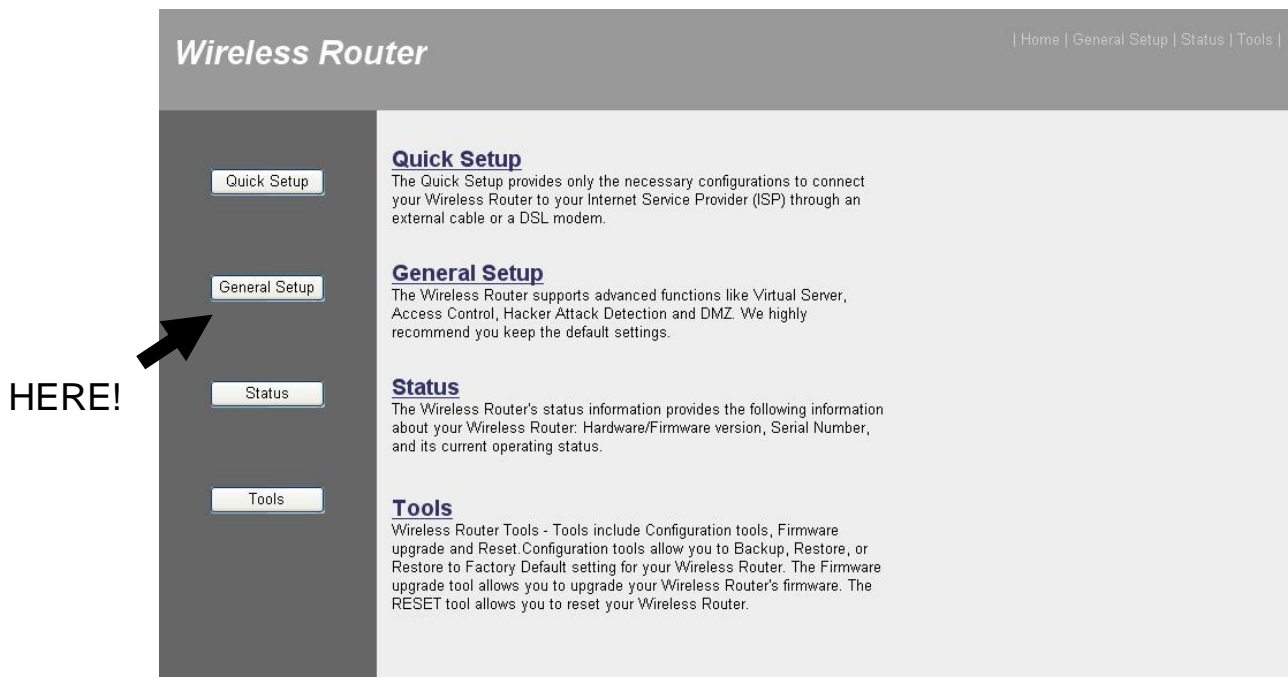 Wireless Router
| Home | General Setup | Status | Tools |
Quick Setup
General Setup
HERE!
Status
Tools
Quick Setup
The Quick Setup provides only the necessary configurations to connect
your Wireless Router to your Internet Service Provider (ISP) through an
external cable or a DSL modem.
General Setup
The Wireless Router supports advanced functions like Virtual Server,
Access Control, Hacker Attack Detection and DMZ. We highly
recommend you keep the default settings.
Status
The Wireless Router's status information provides the following information
about your Wireless Router: Hardware/Firmware version, Serial Number,
and its current operating status.
Tools
Wireless Router Tools - Tools include Configuration tools, Firmware
upgrade and Reset.Configuration tools allow you to Backup, Restore, or
Restore to Factory Default setting for your Wireless Router. The Firmware
upgrade tool allows you to upgrade your Wireless Router's firmware. The
RESET tool allows you to reset your Wireless Router.